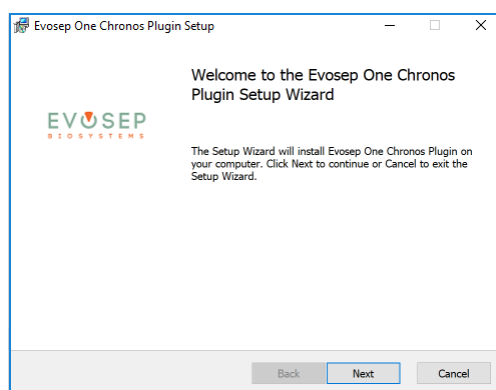 Evosep One Chronos Plugin Setup
Welcome to the Evosep One Chronos
Plugin Setup Wizard
EVOSEP
BIOSYSTEMS
The Setup Wizard will install Evosep One Chronos Plugin on
your computer. Click Next to continue or Cancel to exit the
Setup Wizard.
Back Next Cancel